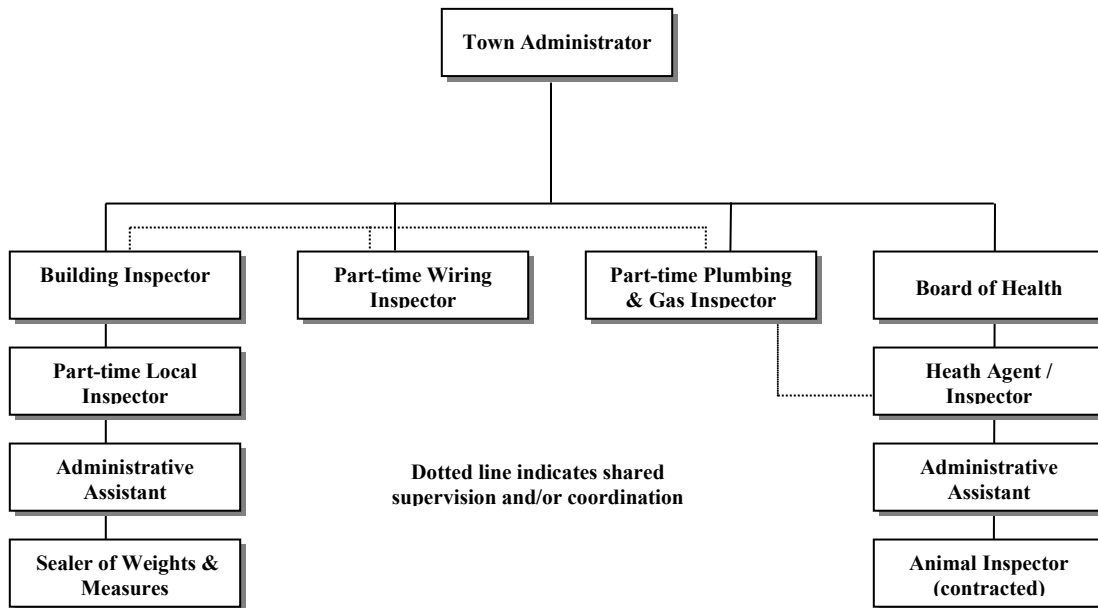 Town Administrator
Building Inspector
Part-time Wiring
Inspector
Part-time Plumbing
& Gas Inspector
Board of Health
Part-time Local
Inspector
Heath Agent /
Inspector
Administrative
Assistant
Dotted line indicates shared
supervision and/or coordination
Administrative
Assistant
Sealer of Weights &
Measures
Animal Inspector
(contracted)